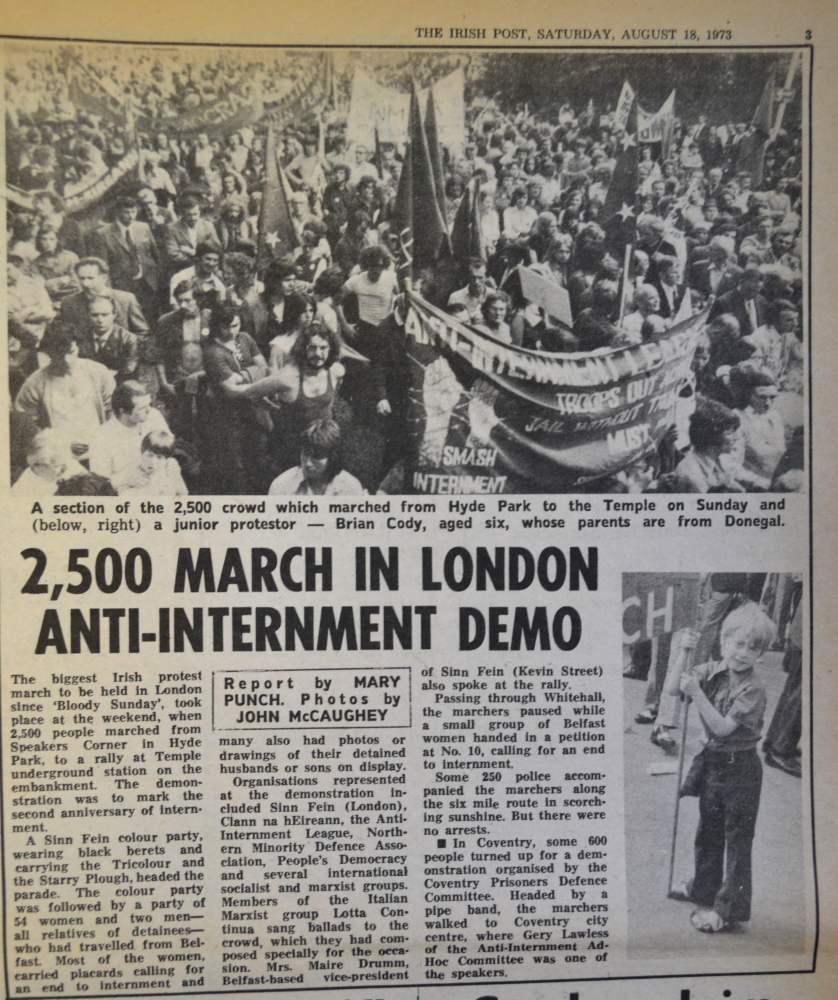 THE IRISH POST, SATURDAY, AUGUST 18, 1973
3
ANTI-INTERNMENT LEAGUE
TROOPS OUT
JAIL WITHOUT
MUST
SMASH
INTERNMENT
A section of the 2,500 crowd which marched from Hyde Park to the Temple on Sunday and
(below, right) a junior protestor — Brian Cody, aged six, whose parents are from Donegal.
2,500 MARCH IN LONDON
ANTI-INTERNMENT DEMO
The biggest Irish protest
march to be held in London
since 'Bloody Sunday', took
place at the weekend, when
2,500 people marched from
Speakers Corner in Hyde
Park, to a rally at Temple
underground station on the
embankment. The demon-
stration was to mark the
second anniversary of intern-
ment.
A Sinn Fein colour party,
wearing black berets and
carrying the Tricolour and
the Starry Plough, headed the
parade. The colour party
was followed by a party of
54 women and two men—
all relatives of detainees—
who had travelled from Bel-
fast. Most of the women,
carried placards calling for
an end to internment and
Report by MARY
PUNCH. Photos by
JOHN McCAUGHEY
many also had photos or
drawings of their detained
husbands or sons on display.
Organisations represented
at the demonstration in-
cluded Sinn Fein (London),
Clann na hEireann, the Anti-
Internment League, North-
ern Minority Defence Asso-
ciation, People's Democracy
and several international
socialist and marxist groups.
Members of the Italian
Marxist group Lotta Con-
tinua sang ballads to the
crowd, which they had com-
posed specially for the occa-
sion. Mrs. Maire Drumm,
Belfast-based vice-president
of Sinn Fein (Kevin Street)
also spoke at the rally.
Passing through Whitehall,
the marchers paused while
a small group of Belfast
women handed in a petition
at No. 10, calling for an end
to internment.
Some 250 police accom-
panied the marchers along
the six mile route in scorch-
ing sunshine. But there were
no arrests.
■ In Coventry, some 600
people turned up for a dem-
onstration organised by the
Coventry Prisoners Defence
Committee. Headed by a
pipe band, the marchers
walked to Coventry city
centre, where Gery Lawless
of the Anti-Internment Ad-
Hoc Committee was one of
the speakers.
CH